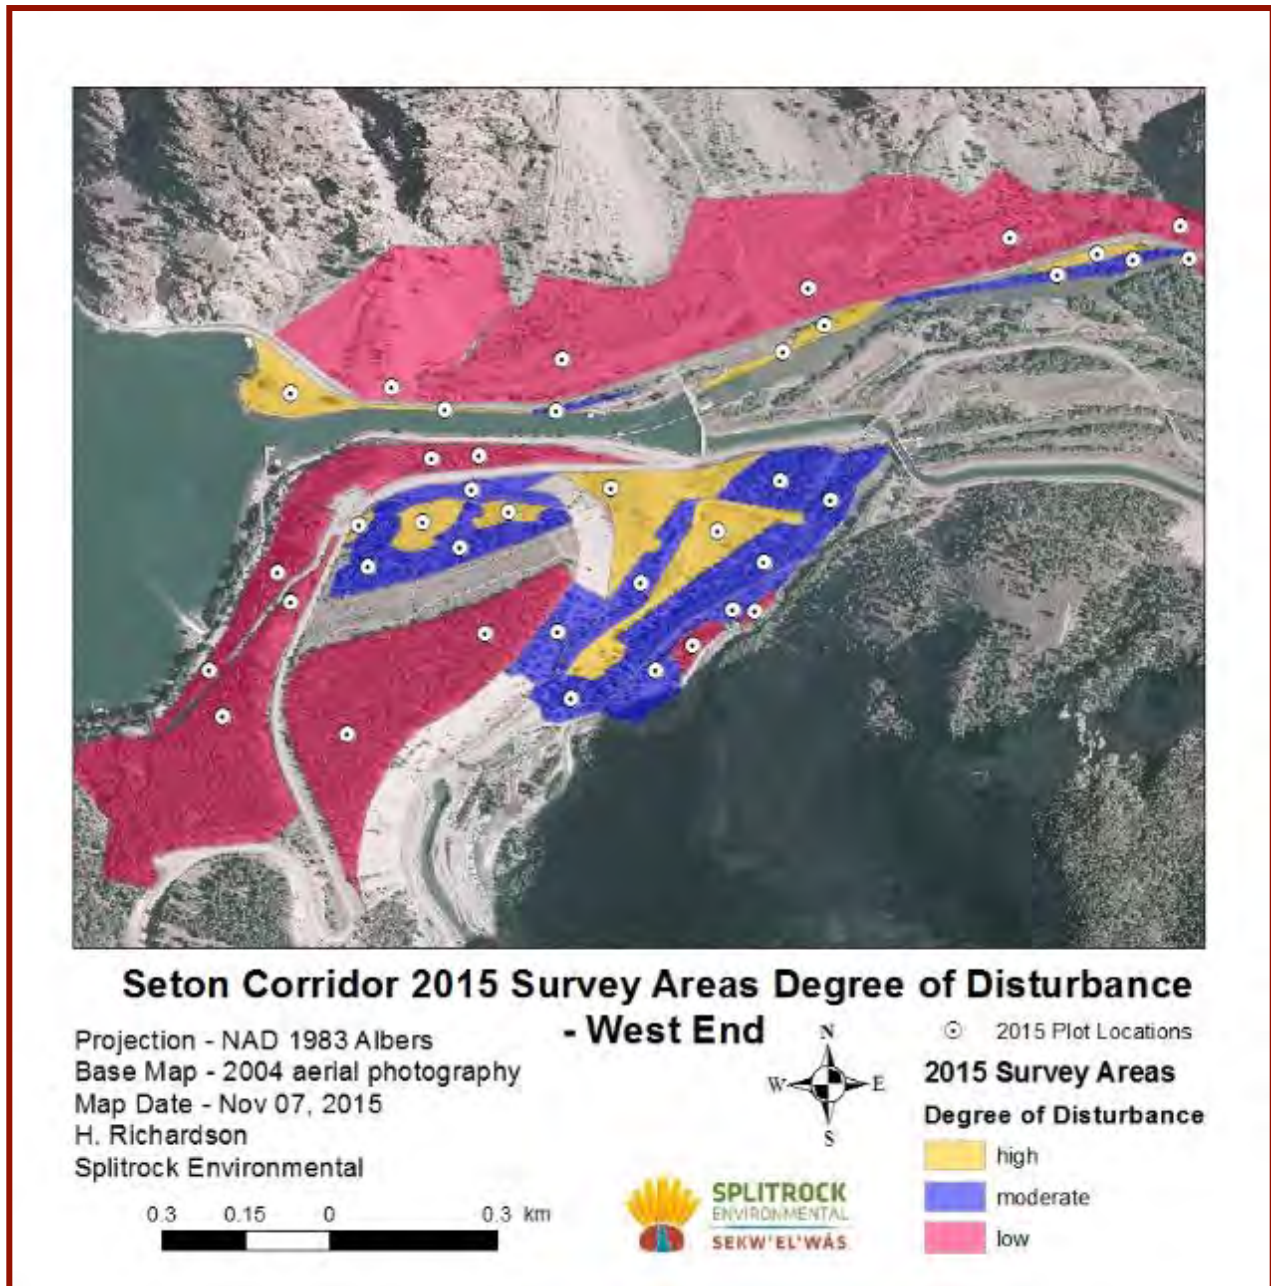 Seton Corridor 2015 Survey Areas Degree of Disturbance
- West End
Projection - NAD 1983 Albers
Base Map - 2004 aerial photography
Map Date - Nov 07, 2015
H. Richardson
Splitrock Environmental
0.3 0.15 0 0.3 km
N
W E
S
SPLITROCK
ENVIRONMENTAL
SEKW'EL'WÁS
2015 Plot Locations
2015 Survey Areas
Degree of Disturbance
high
moderate
low